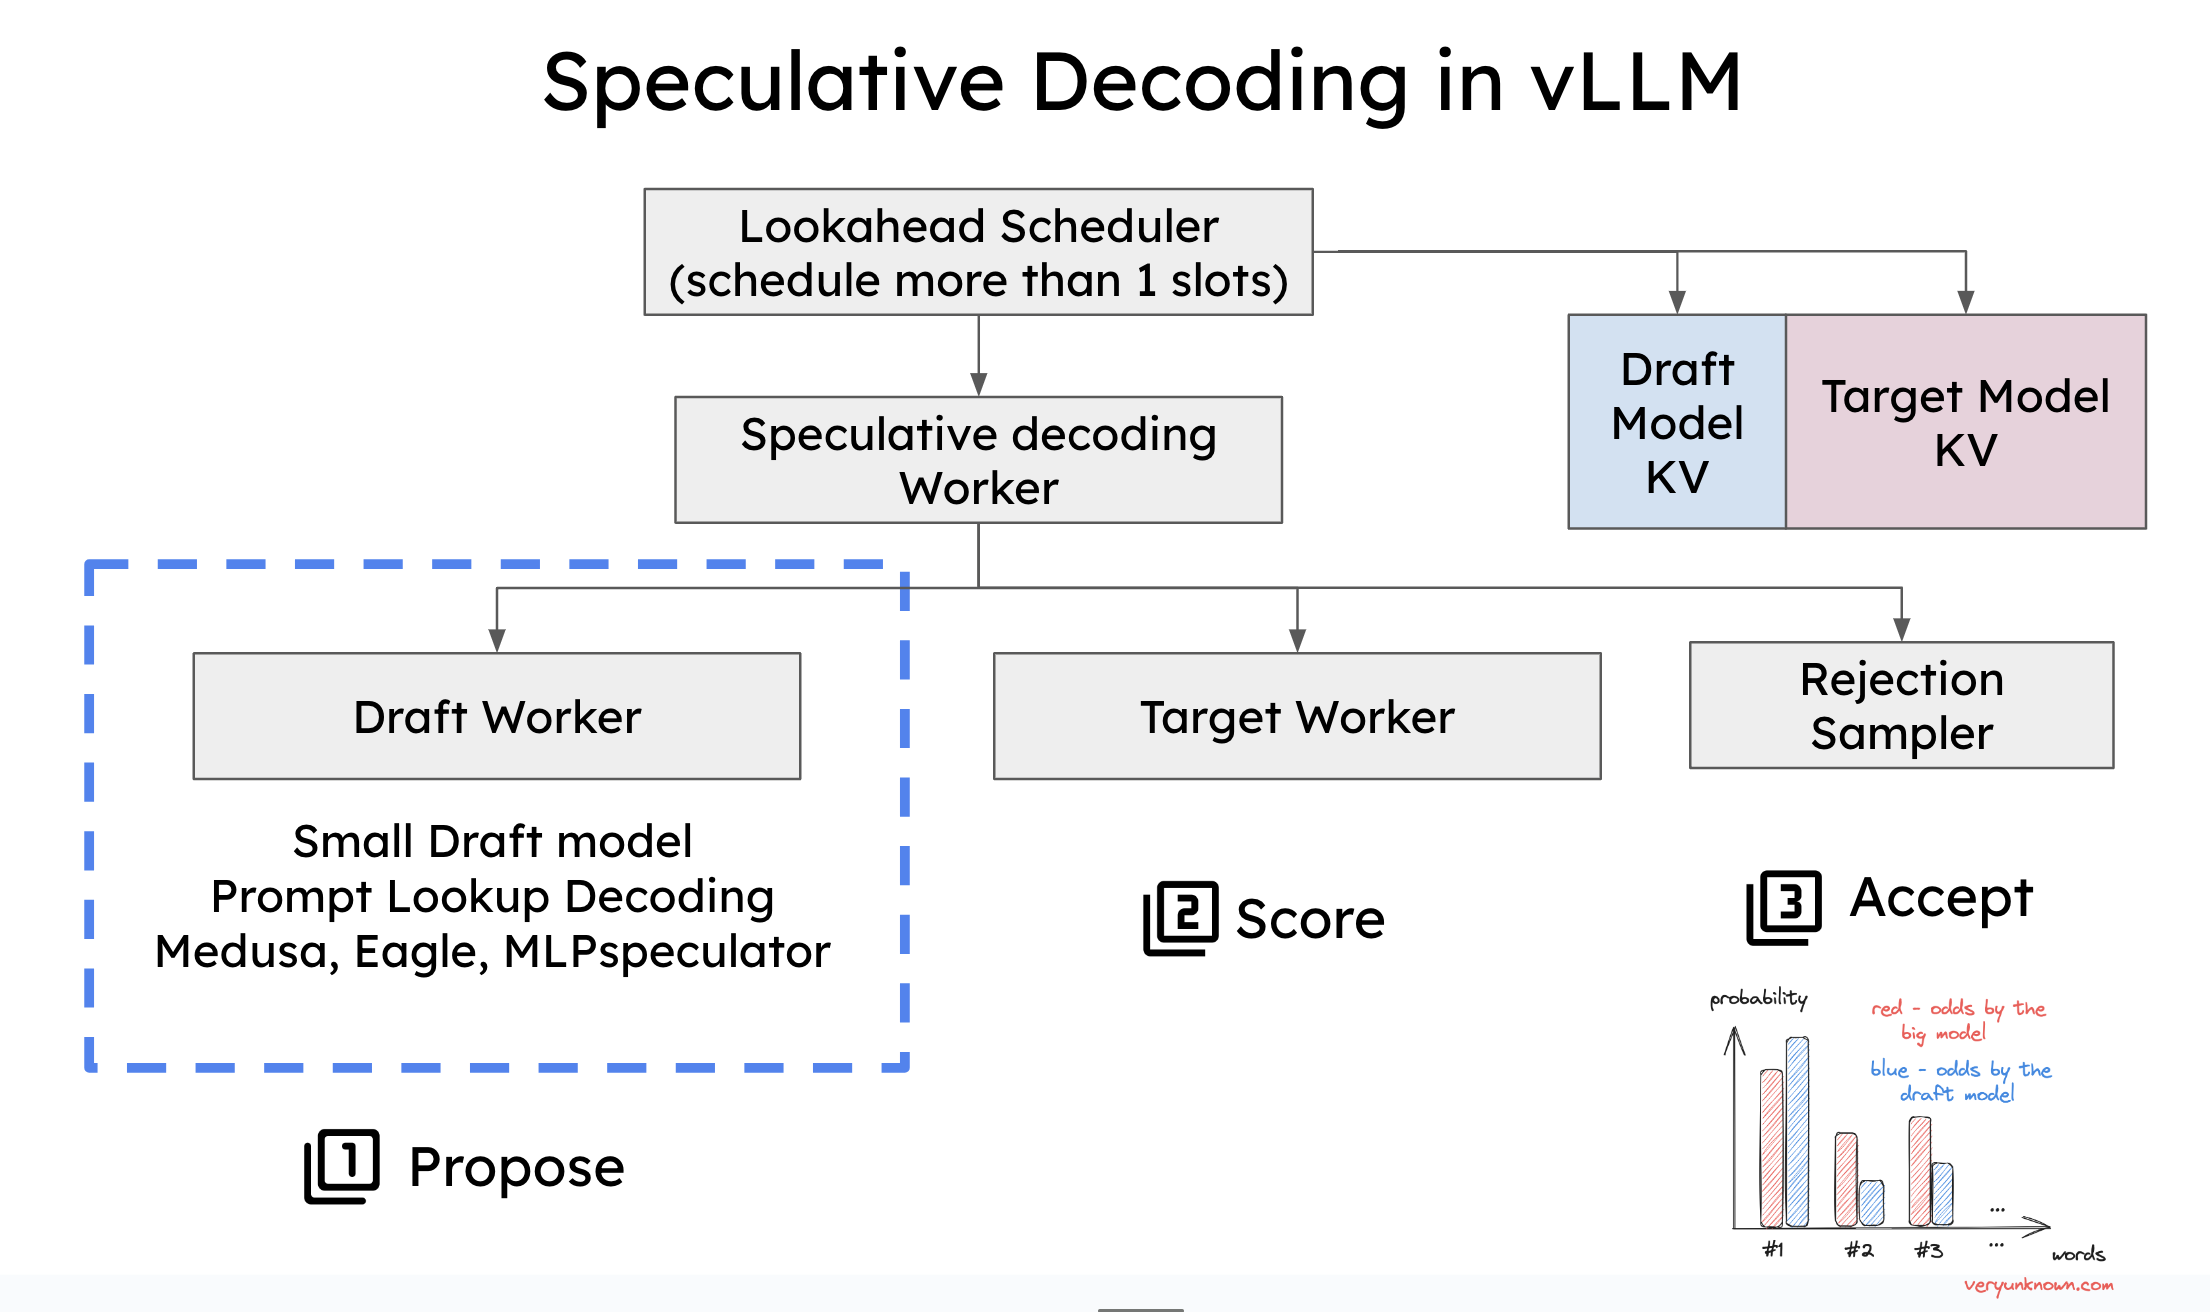 Speculative Decoding in vLLM
Lookahead Scheduler
(schedule more than 1 slots)
Draft
Model
KV
Target Model
KV
Speculative decoding
Worker
Draft Worker
Target Worker
Rejection
Sampler
Small Draft model
Prompt Lookup Decoding
Medusa, Eagle, MLPspeculator
1 Propose
2 Score
3 Accept
probability
red - odds by the
big model
blue - odds by the
draft model
...
#1 #2 #3 ...
words
veryunknown.com